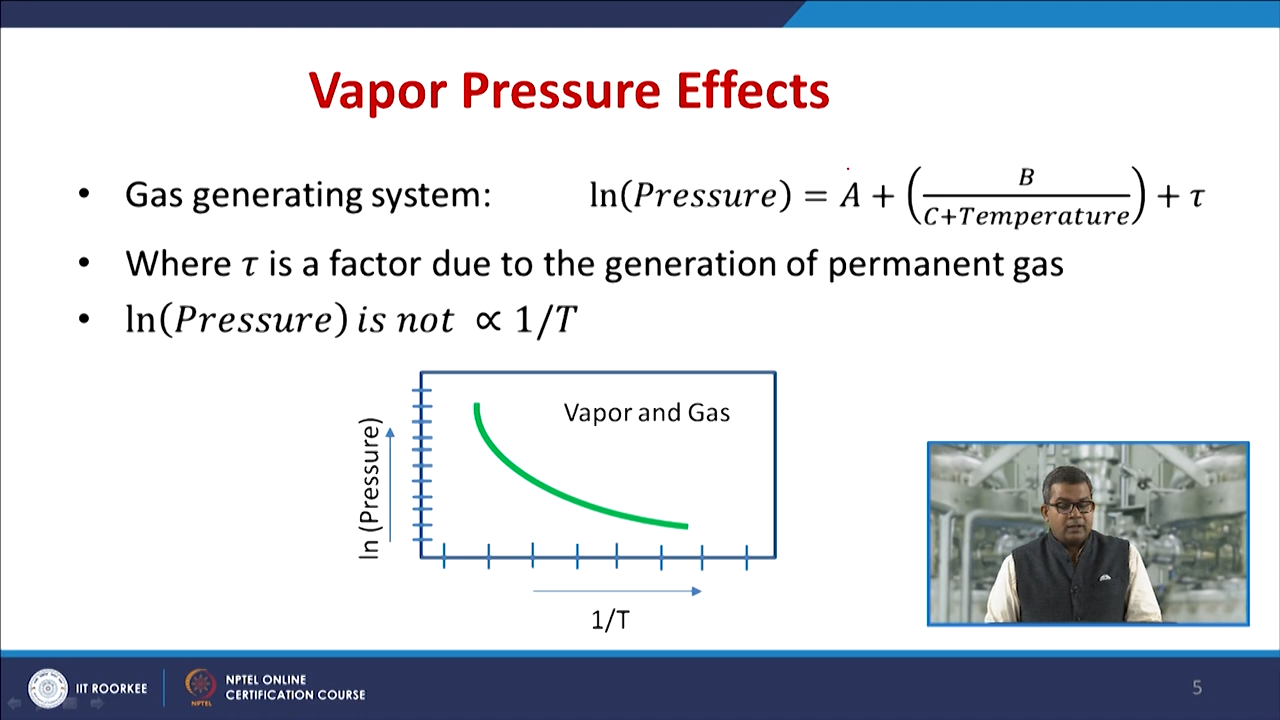 Vapor Pressure Effects
• Gas generating system: ln(Pressure) = A + (B/(C+Temperature)) + τ
• Where τ is a factor due to the generation of permanent gas
• ln(Pressure) is not ∝ 1/T
Vapor and Gas
ln (Pressure)
1/T
IIT ROORKEE
NPTEL
NPTEL ONLINE
CERTIFICATION COURSE
5